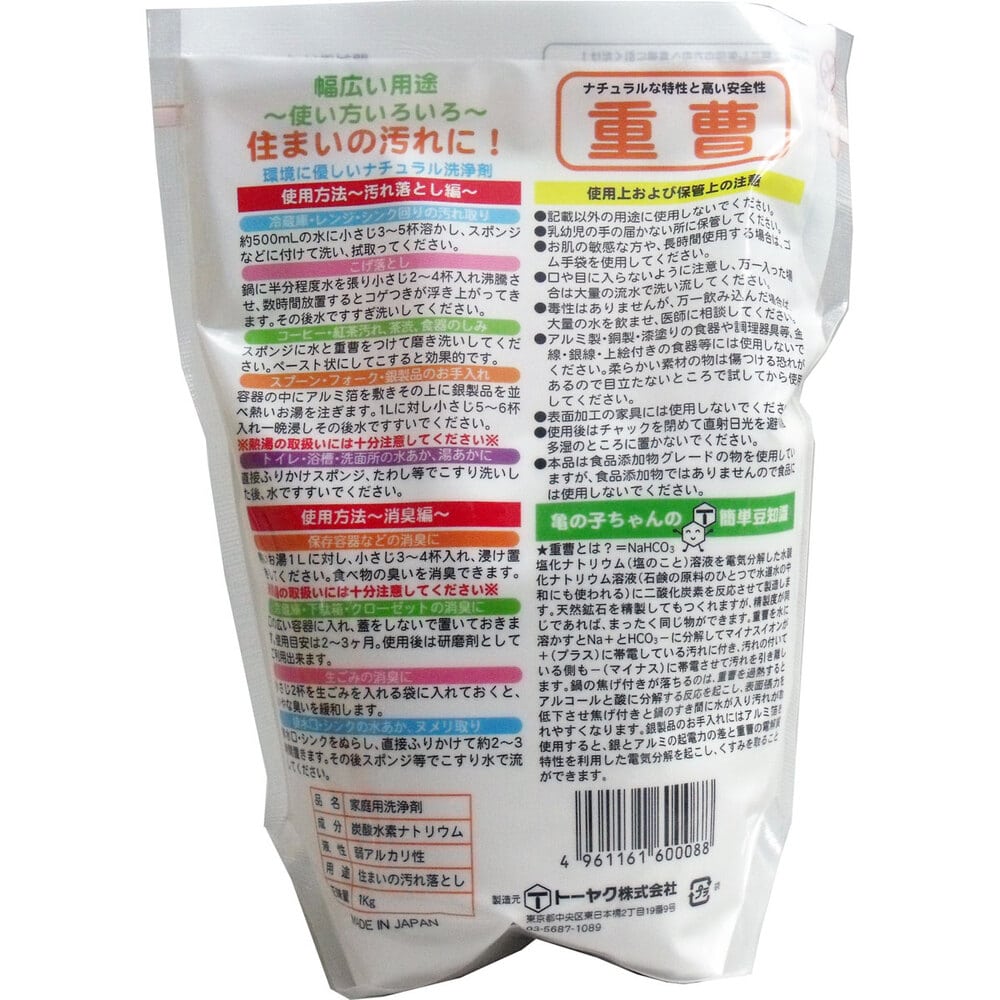 幅広い用途
～使い方いろいろ～
住まいの汚れに！
環境に優しいナチュラル洗浄剤
使用方法～汚れ落とし編～
冷蔵庫・レンジ・シンク回りの汚れ取り
約500mLの水に小さじ3～5杯溶かし、スポンジ
などに付けて洗い、拭取ってください。
こげ落とし
鍋に半分程度水を張り小さじ2～4杯入れ沸騰さ
せ、数時間放置するとコゲつきが浮き上がってき
ます。その後水ですすぎ洗いしてください。
コーヒー・紅茶汚れ、茶渋、食器のしみ
スポンジに水と重曹をつけて磨き洗いしてくだ
さい。ペースト状にしてこすると効果的です。
スプーン・フォーク・銀製品のお手入れ
容器の中にアルミ箔を敷きその上に銀製品を並
べ熱いお湯を注ぎます。1Lに対し小さじ5～6杯
入れ一晩浸しその後水ですすいでください。
※熱湯の取扱いには十分注意してください※
トイレ・浴槽・洗面所の水あか、湯あかに
直接ふりかけスポンジ、たわし等でこすり洗いし
た後、水ですすいでください。
使用方法～消臭編～
保存容器などの消臭に
お湯1Lに対し、小さじ3～4杯入れ、浸け置
してください。食べ物の臭いを消臭できます。
湯の取扱いには十分注意してください※
蔵庫・下駄箱・クローゼットの消臭に
の広い容器に入れ、蓋をしないで置いておきま
使用目安は2～3ヶ月。使用後は研磨剤として
利用出来ます。
生ごみの消臭に
さじ2杯を生ごみを入れる袋に入れておくと、
な臭いを緩和します。
排水口・シンクの水あか、ヌメリ取り
水口・シンクをぬらし、直接ふりかけて約2～3
間置きます。その後スポンジ等でこすり水で流
してください。
品名 家庭用洗浄剤
成分 炭酸水素ナトリウム
液性 弱アルカリ性
用途 住まいの汚れ落とし
正味量 1Kg
MADE IN JAPAN
ナチュラルな特性と高い安全性
重曹
使用上および保管上の注意
●記載以外の用途に使用しないでください。
●乳幼児の手の届かない所に保管してください。
●お肌の敏感な方や、長時間使用する場合は、ゴ
ム手袋を使用してください。
●口や目に入らないように注意し、万一入った場
合は大量の流水で洗い流してください。
●毒性はありませんが、万一飲み込んだ場合は
大量の水を飲ませ、医師に相談してください。
●アルミ製・銅製・漆塗りの食器や調理器具等、金
線・銀線・上絵付きの食器等には使用しないで
ください。柔らかい素材の物は傷つける恐れが
あるので目立たないところで試してから使用
してください。
●表面加工の家具には使用しないでくださ
●使用後はチャックを閉めて直射日光を避
多湿のところに置かないでください。
●本品は食品添加物グレードの物を使用してい
ますが、食品添加物ではありませんので食品に
は使用しないでください。
亀の子ちゃんの T 簡単豆知識
★重曹とは？＝NaHCO₃
塩化ナトリウム（塩のこと）溶液を電気分解した水酸
化ナトリウム溶液（石鹸の原料のひとつで水道水の中
和にも使われる）に二酸化炭素を反応させて製造しま
す。天然鉱石を精製してもつくれますが、精製度が同
じであれば、まったく同じ物ができます。重曹を水に
溶かすとNa＋とHCO₃－に分解してマイナスイオンが
＋（プラス）に帯電している汚れに付き、汚れの付いて
いる側も－（マイナス）に帯電させて汚れを引き離し
ます。鍋の焦げ付きが落ちるのは、重曹を過熱すると
アルコールと酸に分解する反応を起こし、表面張力を
低下させ焦げ付きと鍋のすき間に水が入り汚れが取
れやすくなります。銀製品のお手入れにはアルミ箔を
使用すると、銀とアルミの起電力の差と重曹の電解質
特性を利用した電気分解を起こし、くすみを取ること
ができます。
4 961161 600088
製造元 T トーヤク株式会社
東京都中央区東日本橋2丁目19番9号
03-5687-1089
プラ 袋